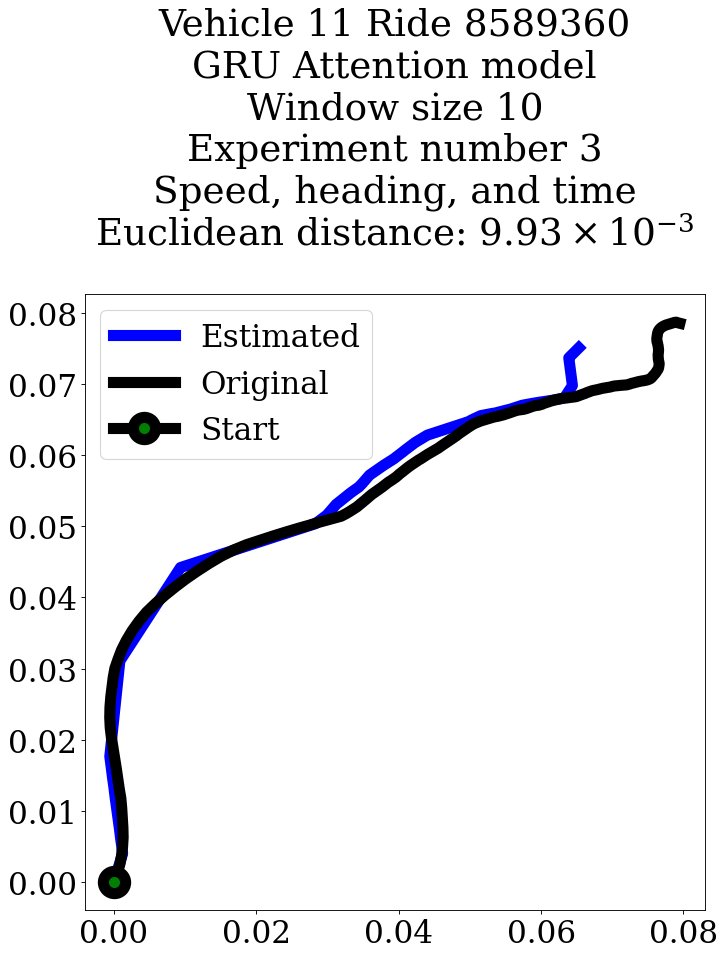 Vehicle 11 Ride 8589360
GRU Attention model
Window size 10
Experiment number 3
Speed, heading, and time
Euclidean distance: 9.93 × 10⁻³
0.08
0.07
0.06
0.05
0.04
0.03
0.02
0.01
0.00
Estimated
Original
Start
0.00 0.02 0.04 0.06 0.08